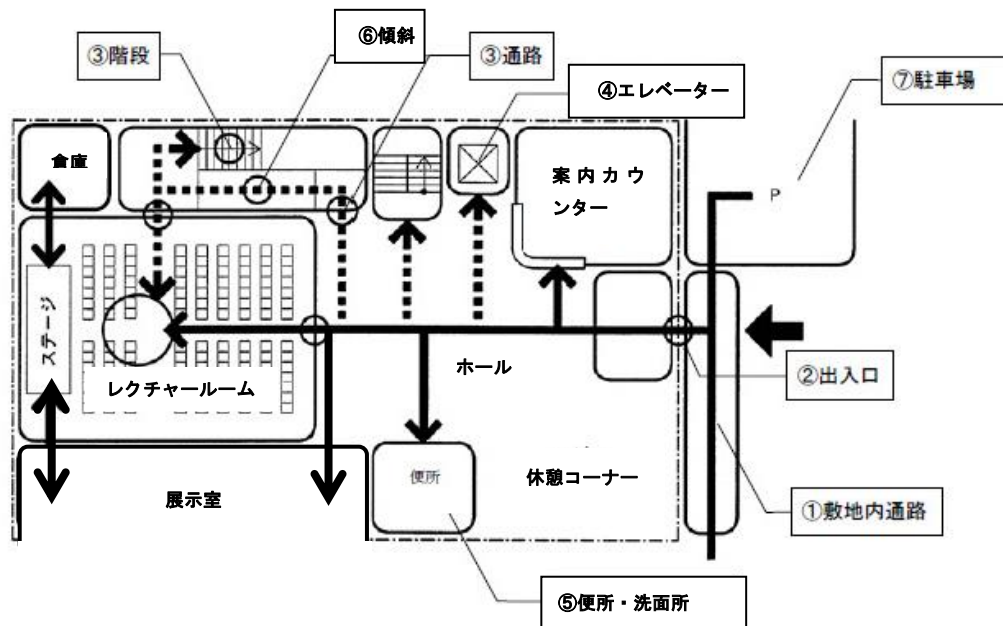 ⑥傾斜
③階段
③通路
④エレベーター
⑦駐車場
倉庫
案内カウ
ンター
P
ステージ
レクチャールーム
ホール
②出入口
便所
休憩コーナー
展示室
①敷地内通路
⑤便所・洗面所